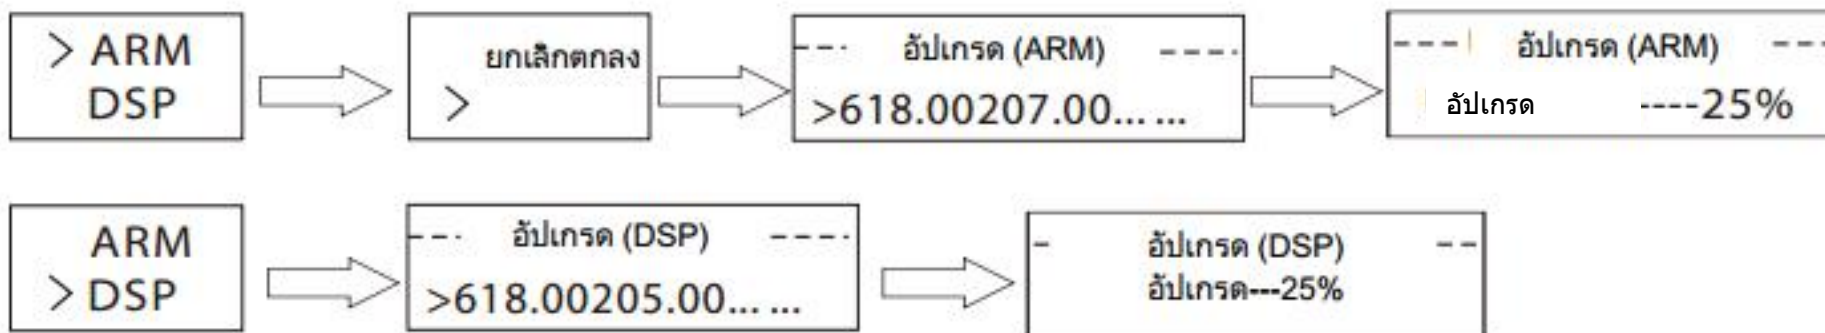 > ARM
DSP
ยกเลิกตกลง
>
--- อัปเกรด (ARM) ----
>618.00207.00... ...
---- อัปเกรด (ARM) ---
อัปเกรด ----25%
ARM
> DSP
--- อัปเกรด (DSP) ----
>618.00205.00... ...
- อัปเกรด (DSP) --
อัปเกรด---25%